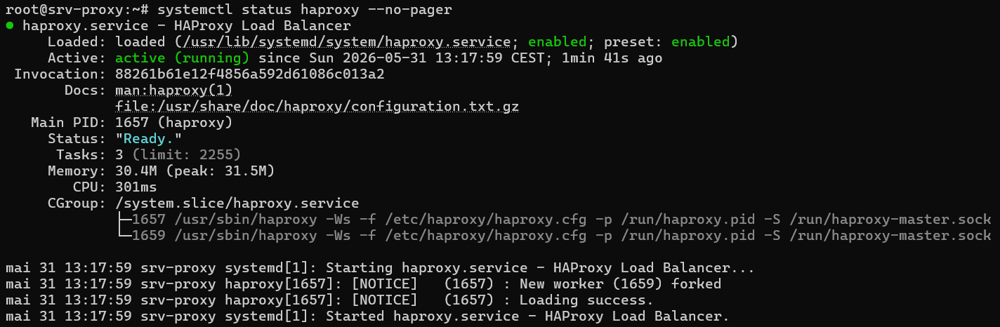 root@srv-proxy:~# systemctl status haproxy --no-pager
● haproxy.service - HAProxy Load Balancer
     Loaded: loaded (/usr/lib/systemd/system/haproxy.service; enabled; preset: enabled)
     Active: active (running) since Sun 2026-05-31 13:17:59 CEST; 1min 41s ago
 Invocation: 88261b61e12f4856a592d61086c013a2
       Docs: man:haproxy(1)
             file:/usr/share/doc/haproxy/configuration.txt.gz
   Main PID: 1657 (haproxy)
     Status: "Ready."
      Tasks: 3 (limit: 2255)
     Memory: 30.4M (peak: 31.5M)
        CPU: 301ms
     CGroup: /system.slice/haproxy.service
             ├─1657 /usr/sbin/haproxy -Ws -f /etc/haproxy/haproxy.cfg -p /run/haproxy.pid -S /run/haproxy-master.sock
             └─1659 /usr/sbin/haproxy -Ws -f /etc/haproxy/haproxy.cfg -p /run/haproxy.pid -S /run/haproxy-master.sock

mai 31 13:17:59 srv-proxy systemd[1]: Starting haproxy.service - HAProxy Load Balancer...
mai 31 13:17:59 srv-proxy haproxy[1657]: [NOTICE]   (1657) : New worker (1659) forked
mai 31 13:17:59 srv-proxy haproxy[1657]: [NOTICE]   (1657) : Loading success.
mai 31 13:17:59 srv-proxy systemd[1]: Started haproxy.service - HAProxy Load Balancer.